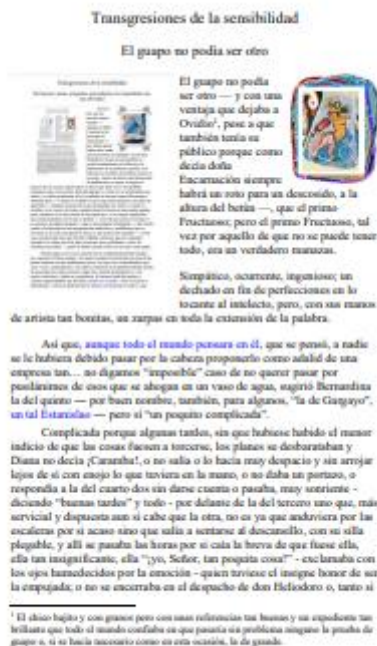 Transgresiones de la sensibilidad
El guapo no podía ser otro
El guapo no podía
ser otro — y con una
ventaja que dejaba a
Ovidio¹, pese a que
también tenía su
público porque como
decía doña
Encarnación siempre
habrá un roto para un descosido, a la
altura del betún —, que el primo
Fructuoso; pero el primo Fructuoso, tal
vez por aquello de que no se puede tener
todo, era un verdadero manazas.
Simpático, ocurrente, ingenioso; un
dechado en fin de perfecciones en lo
tocante al intelecto, pero, con sus manos
de artista tan bonitas, un zarpas en toda la extensión de la palabra.
Así que, aunque todo el mundo pensara en él, que se pensó, a nadie
se le hubiera debido pasar por la cabeza proponerlo como adalid de una
empresa tan... no digamos "imposible" caso de no querer pasar por
pusilánimes de esos que se ahogan en un vaso de agua, sugirió Bernardina
la del quinto — por buen nombre, también, para algunos, "la de Gargayo",
un tal Estanislao — pero sí "un poquito complicada".
Complicada porque algunas tardes, sin que hubiese habido el menor
indicio de que las cosas fuesen a torcerse, los planes se desbarataban y
Diana no decía ¡Caramba!, o no salía o lo hacía muy despacio y sin arrojar
lejos de sí con enojo lo que tuviera en la mano, o no daba un portazo, o
respondía a la del cuarto dos sin darse cuenta o pasaba, muy sonriente -
diciendo "buenas tardes" y todo - por delante de la del tercero uno que, más
servicial y dispuesta aun si cabe que la otra, no es ya que anduviera por las
escaleras por si acaso sino que salía a sentarse al descansillo, con su silla
plegable, y allí se pasaba las horas por si caía la breva de que fuese ella,
ella tan insignificante, ella "¡yo, Señor, tan poquita cosa!" - exclamaba con
los ojos humedecidos por la emoción - quien tuviese el insigne honor de ser
la empujada; o no se encerraba en el despacho de don Heliodoro o, tanto si
¹ El chico bajito y con granos pero con unas referencias tan buenas y un expediente tan
brillante que todo el mundo confiaba en que pasaría sin problema ninguno la prueba de
guapo o, si se hacía necesario como en esta ocasión, la de grande.